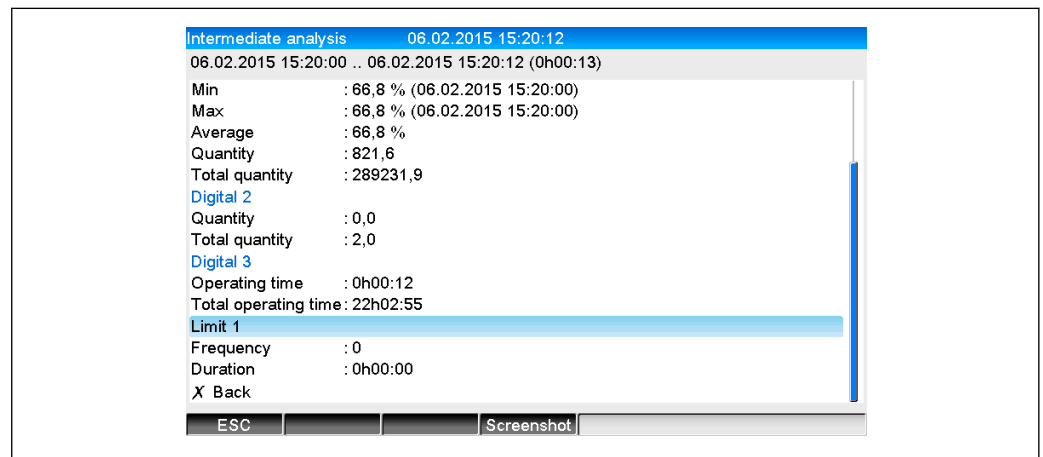 Intermediate analysis 06.02.2015 15:20:12
06.02.2015 15:20:00 .. 06.02.2015 15:20:12 (0h00:13)
Min : 66,8 % (06.02.2015 15:20:00)
Max : 66,8 % (06.02.2015 15:20:00)
Average : 66,8 %
Quantity : 821,6
Total quantity : 289231,9
Digital 2
Quantity : 0,0
Total quantity : 2,0
Digital 3
Operating time : 0h00:12
Total operating time : 22h02:55
Limit 1
Frequency : 0
Duration : 0h00:00
X Back
ESC Screenshot